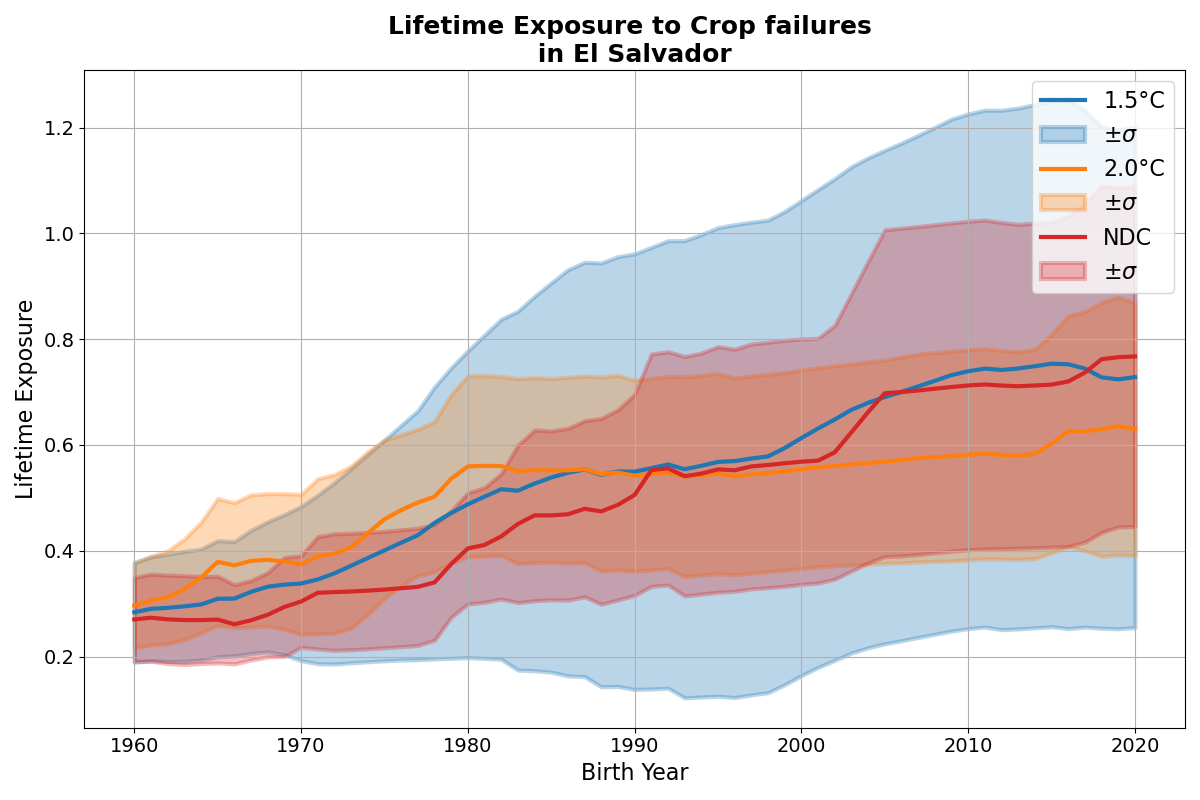 Lifetime Exposure to Crop failures
in El Salvador
Lifetime Exposure
1.2
1.0
0.8
0.6
0.4
0.2
1960 1970 1980 1990 2000 2010 2020
Birth Year
1.5°C
±σ
2.0°C
±σ
NDC
±σ